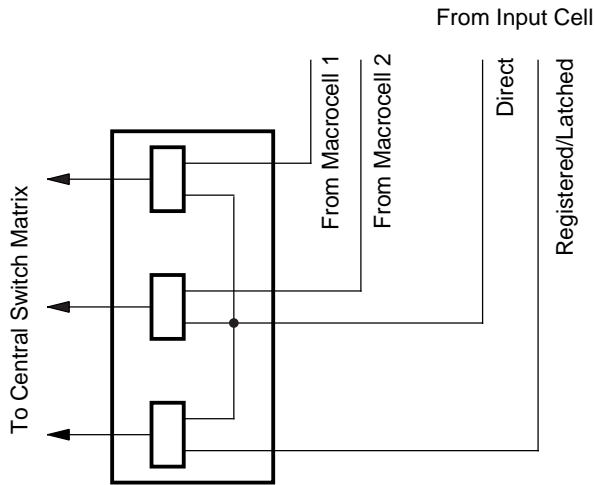 From Input Cell
From Macrocell 1
From Macrocell 2
Direct
Registered/Latched
To Central Switch Matrix